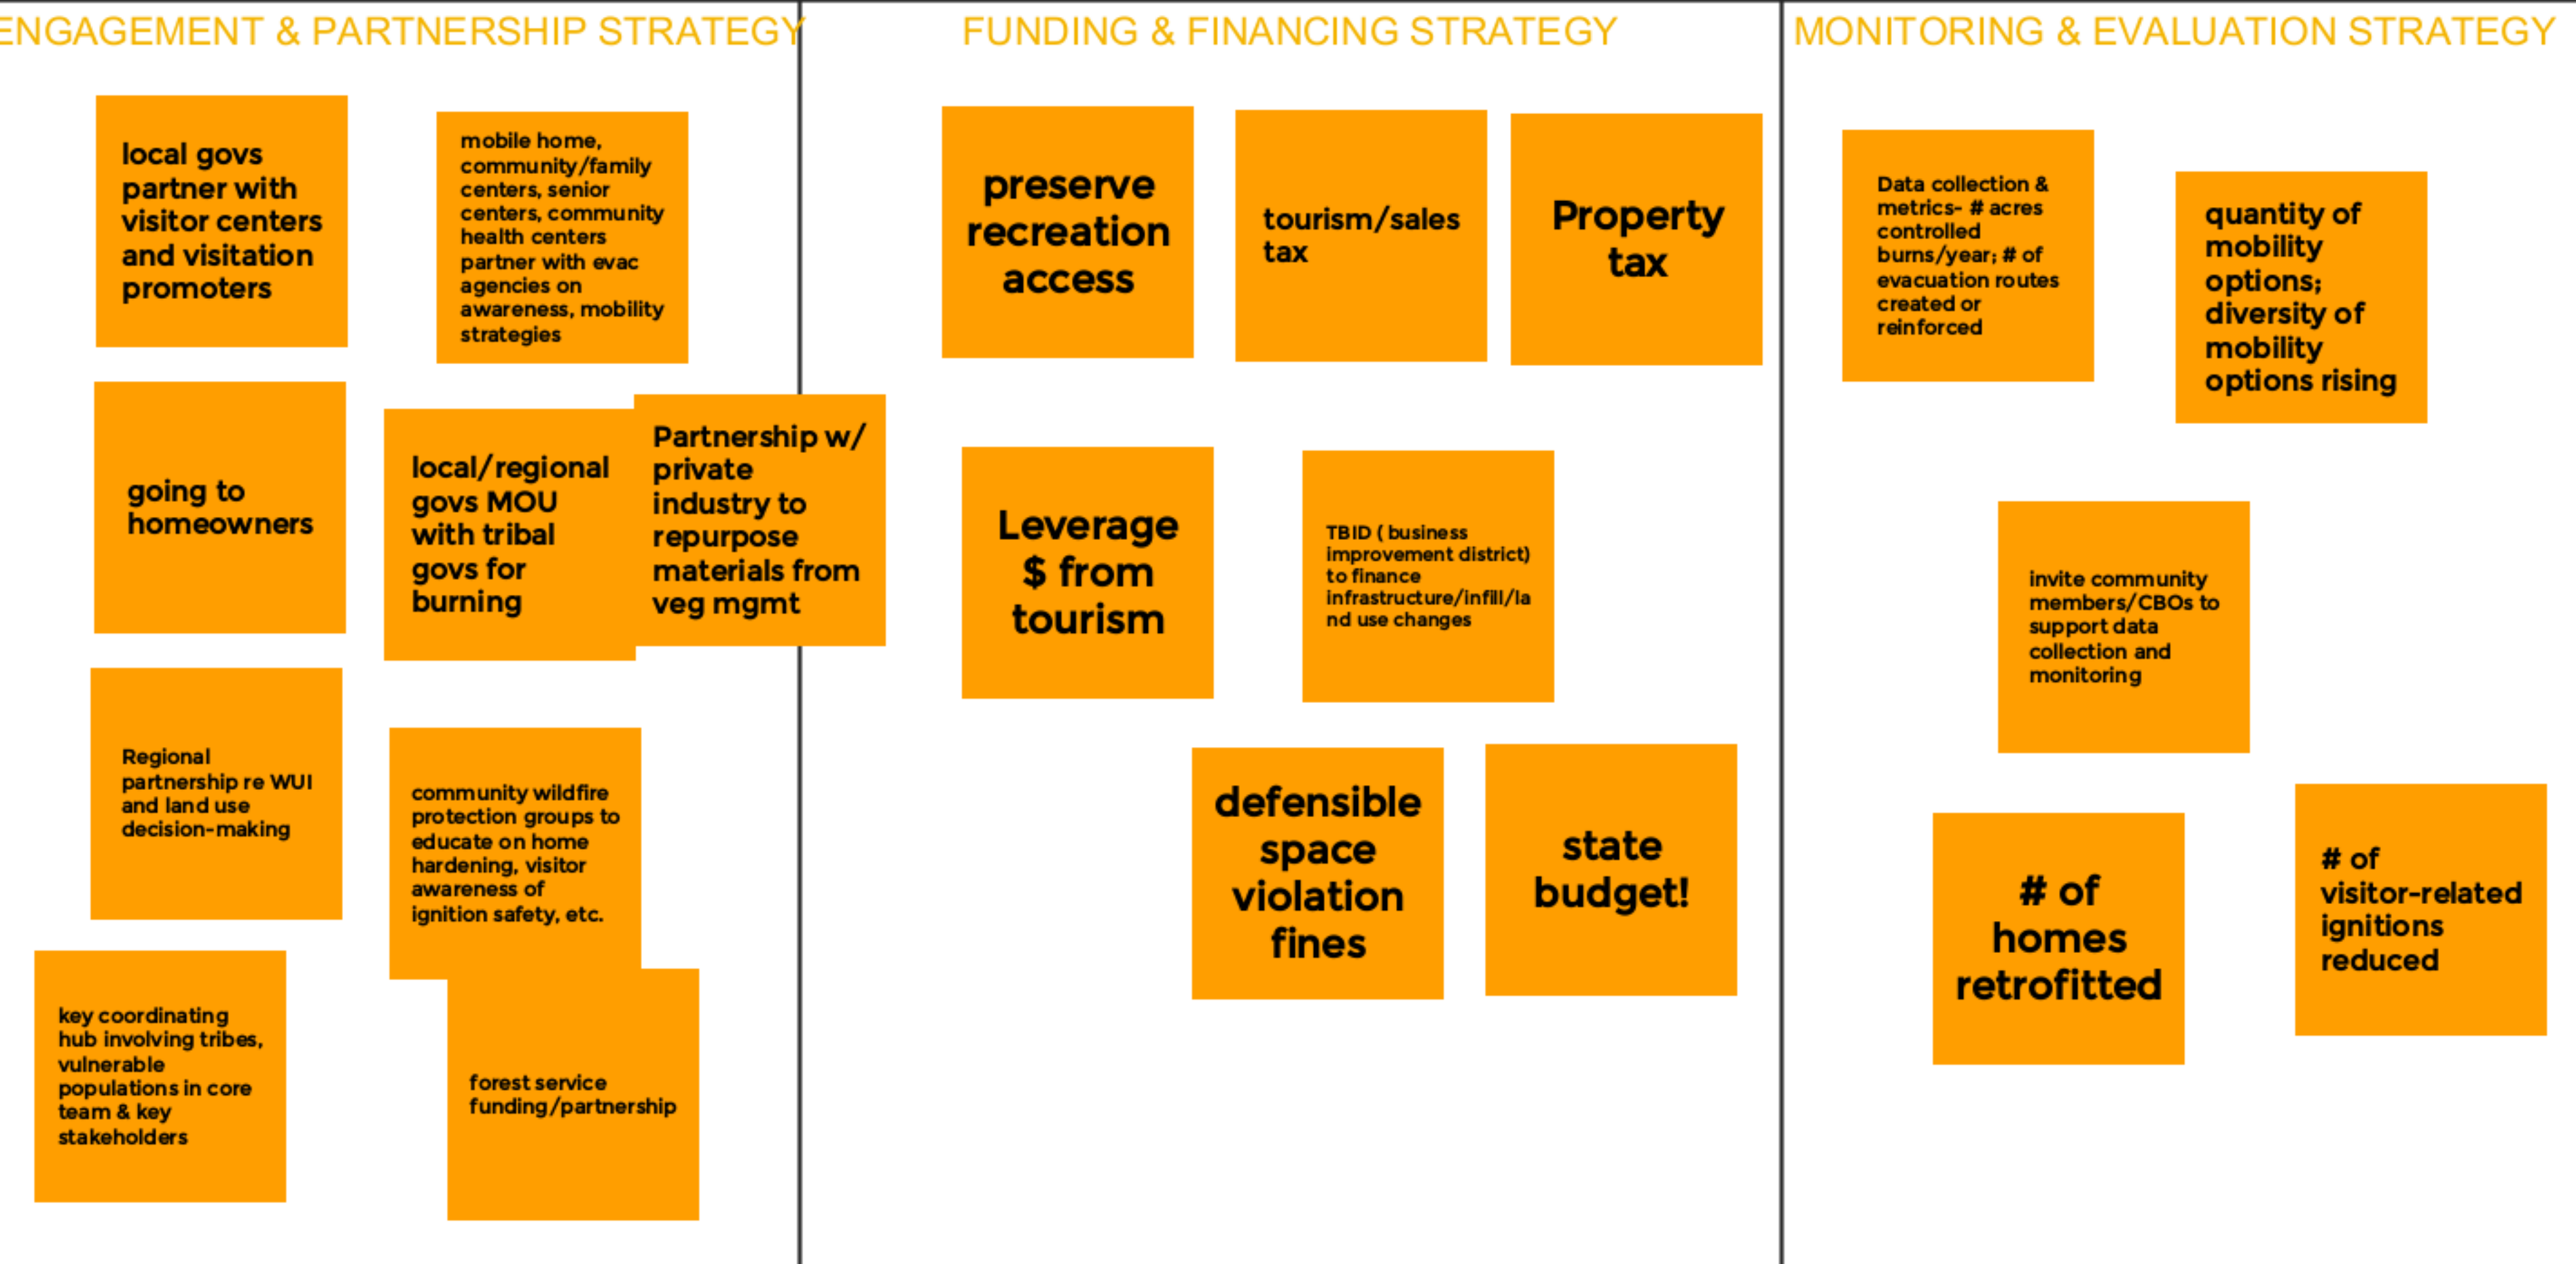 ENGAGEMENT & PARTNERSHIP STRATEGY
local govs
partner with
visitor centers
and visitation
promoters
mobile home,
community/family
centers, senior
centers, community
health centers
partner with evac
agencies on
awareness, mobility
strategies
going to
homeowners
local/regional
govs MOU
with tribal
govs for
burning
Partnership w/
private
industry to
repurpose
materials from
veg mgmt
Regional
partnership re WUI
and land use
decision-making
community wildfire
protection groups to
educate on home
hardening, visitor
awareness of
ignition safety, etc.
key coordinating
hub involving tribes,
vulnerable
populations in core
team & key
stakeholders
forest service
funding/partnership
FUNDING & FINANCING STRATEGY
preserve
recreation
access
tourism/sales
tax
Property
tax
Leverage
$ from
tourism
TBID ( business
improvement district)
to finance
infrastructure/infill/la
nd use changes
defensible
space
violation
fines
state
budget!
MONITORING & EVALUATION STRATEGY
Data collection &
metrics- # acres
controlled
burns/year; # of
evacuation routes
created or
reinforced
quantity of
mobility
options;
diversity of
mobility
options rising
invite community
members/CBOs to
support data
collection and
monitoring
# of
homes
retrofitted
# of
visitor-related
ignitions
reduced